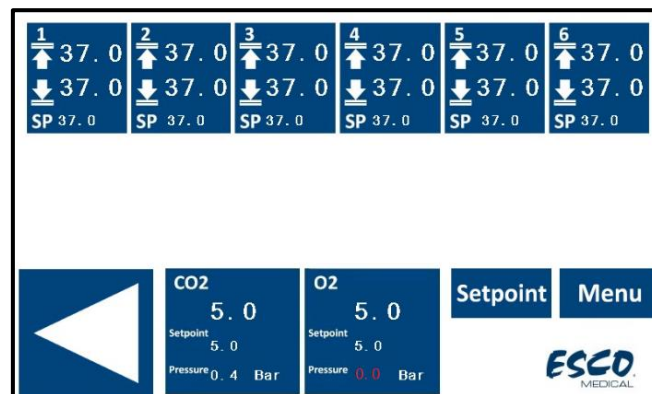 1 2 3 4 5 6
37.0 37.0 37.0 37.0 37.0 37.0
37.0 37.0 37.0 37.0 37.0 37.0
SP 37.0 SP 37.0 SP 37.0 SP 37.0 SP 37.0 SP 37.0
CO2
5.0
Setpoint
5.0
Pressure 0.4 Bar
O2
5.0
Setpoint
5.0
Pressure 0.0 Bar
Setpoint
Menu
ESCO
MEDICAL